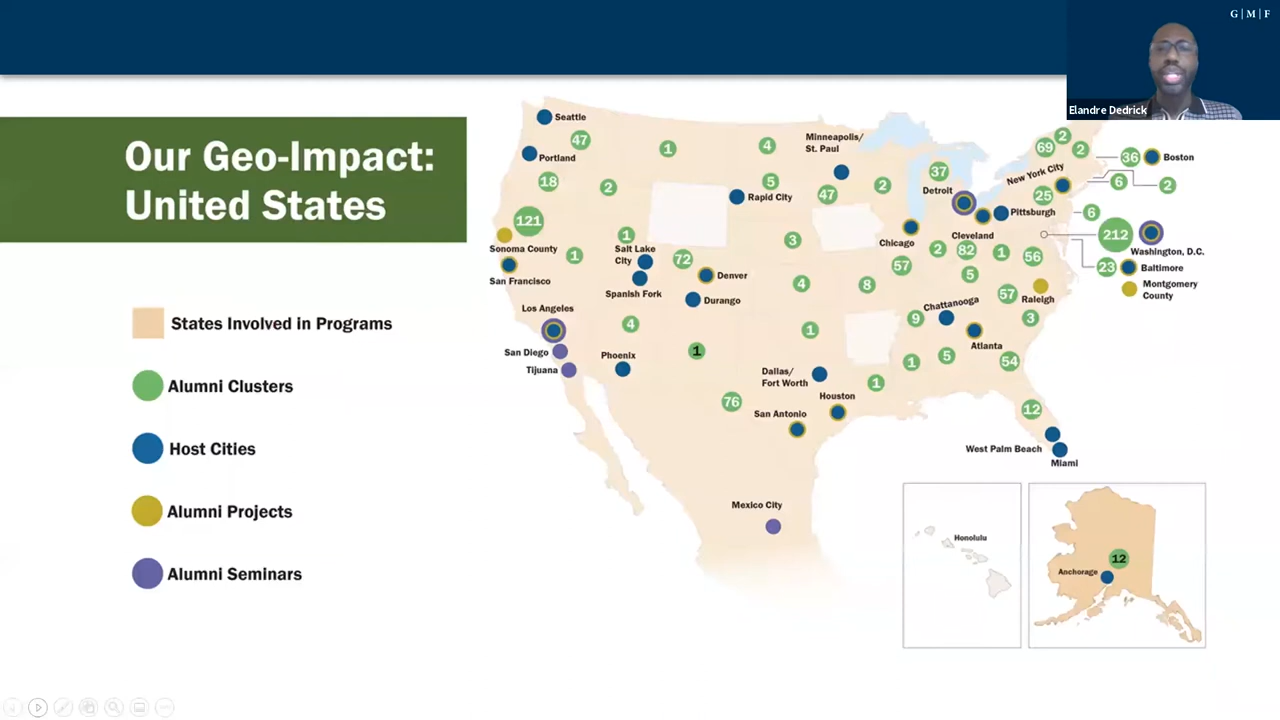 G | M | F
Elandre Dedrick
Our Geo-Impact:
United States
States Involved in Programs
Alumni Clusters
Host Cities
Alumni Projects
Alumni Seminars
Seattle
47
Portland
18
1
2
4
5
Rapid City
Minneapolis/
St. Paul
47
2
37
Detroit
69
2
2
36
Boston
New York City
25
6
2
Pittsburgh
6
121
Sonoma County
1
San Francisco
1
Salt Lake
City
Spanish Fork
72
Denver
Durango
3
4
8
Chicago
Cleveland
57
2
82
1
56
5
212
Washington, D.C.
23
Baltimore
Montgomery
County
57
Raleigh
3
Los Angeles
San Diego
Tijuana
4
Phoenix
1
1
Chattanooga
9
Atlanta
1
5
54
Dallas/
Fort Worth
1
Houston
76
San Antonio
12
West Palm Beach
Miami
Mexico City
Honolulu
12
Anchorage